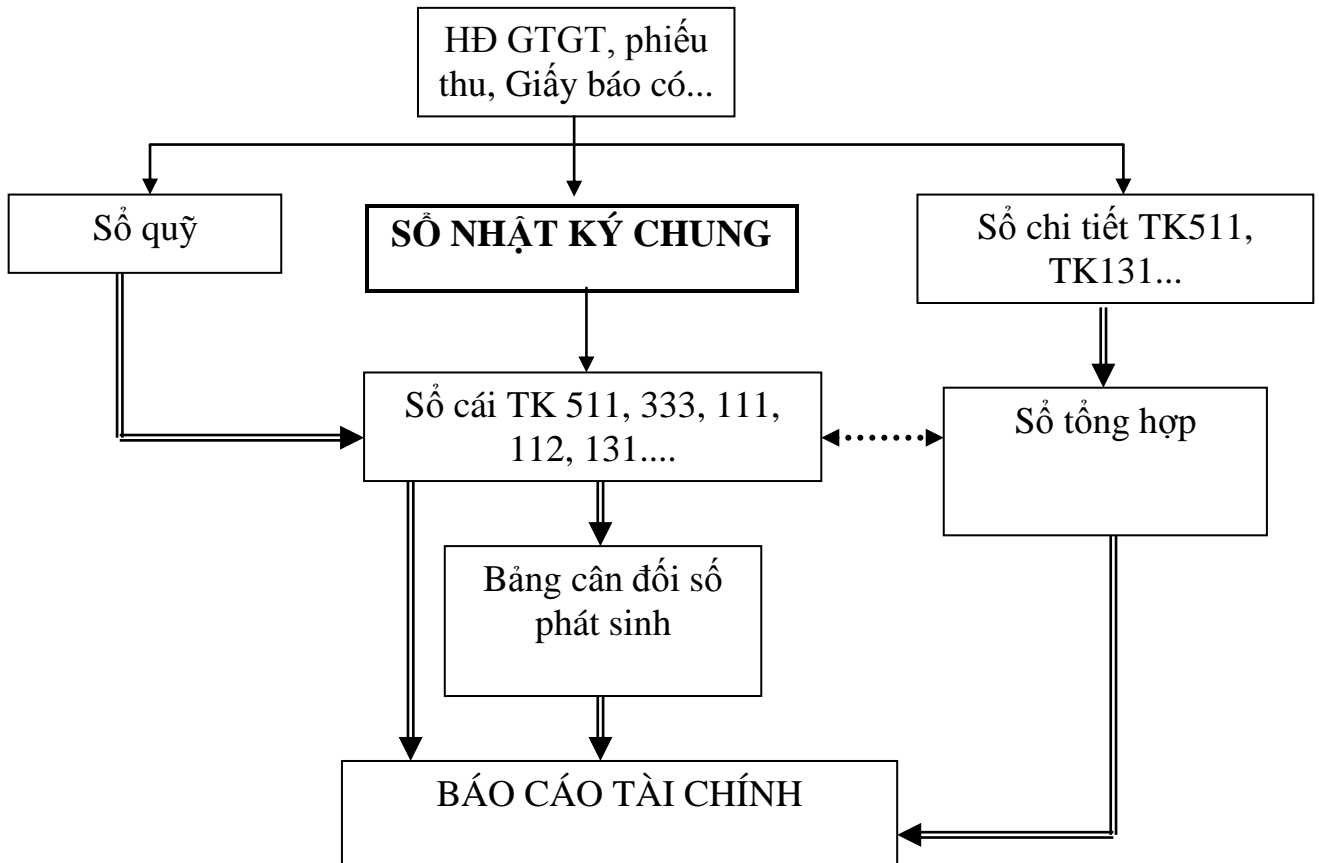 HĐ GTGT, phiếu
thu, Giấy báo có...
Sổ quỹ
SỔ NHẬT KÝ CHUNG
Sổ chi tiết TK511,
TK131...
Sổ cái TK 511, 333, 111,
112, 131....
Sổ tổng hợp
Bảng cân đối số
phát sinh
BÁO CÁO TÀI CHÍNH